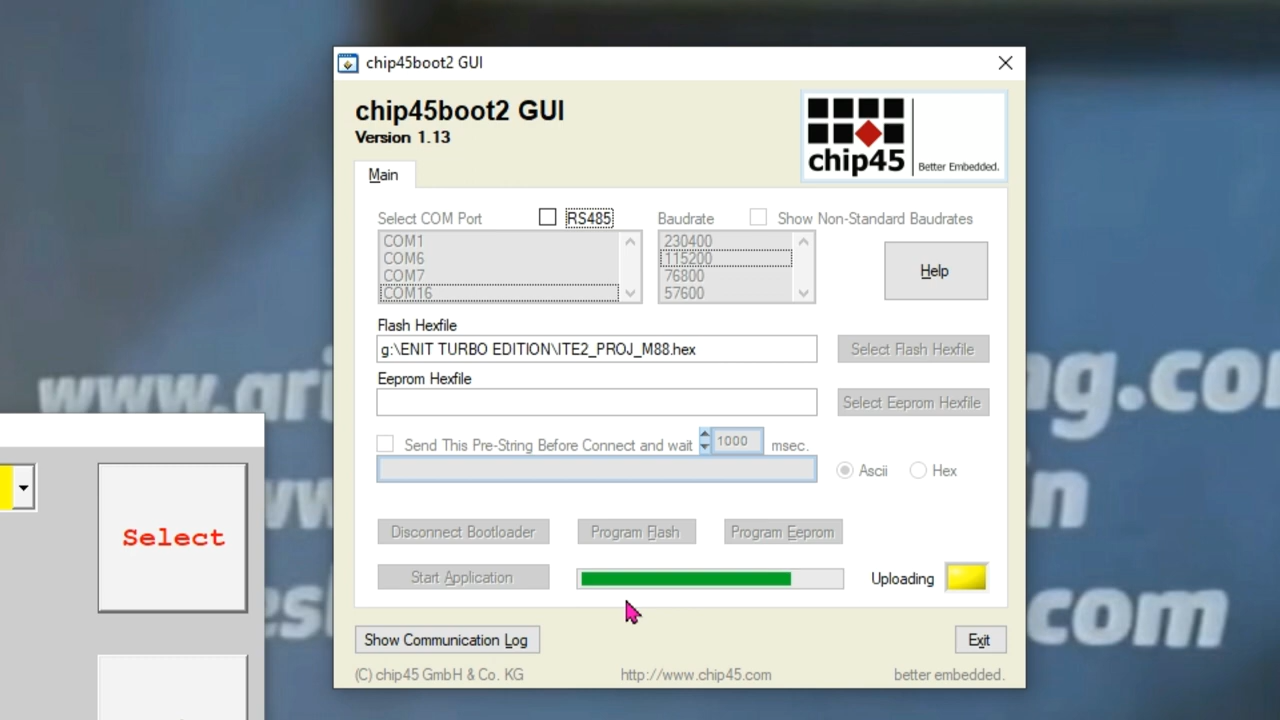 chip45boot2 GUI
chip45boot2 GUI
Version 1.13
chip45
Better Embedded.
Main
Select COM Port
RS485
Baudrate
Show Non-Standard Baudrates
COM1
COM6
COM7
COM16
230400
115200
76800
57600
Help
Flash Hexfile
g:\ENIT TURBO EDITION\ITE2_PROJ_M88.hex
Select Flash Hexfile
Eeprom Hexfile
Select Eeprom Hexfile
Send This Pre-String Before Connect and wait 1000 msec.
Ascii
Hex
Disconnect Bootloader
Program Flash
Program Eeprom
Start Application
Uploading
Show Communication Log
Exit
(C) chip45 GmbH & Co. KG
http://www.chip45.com
better embedded.
Select